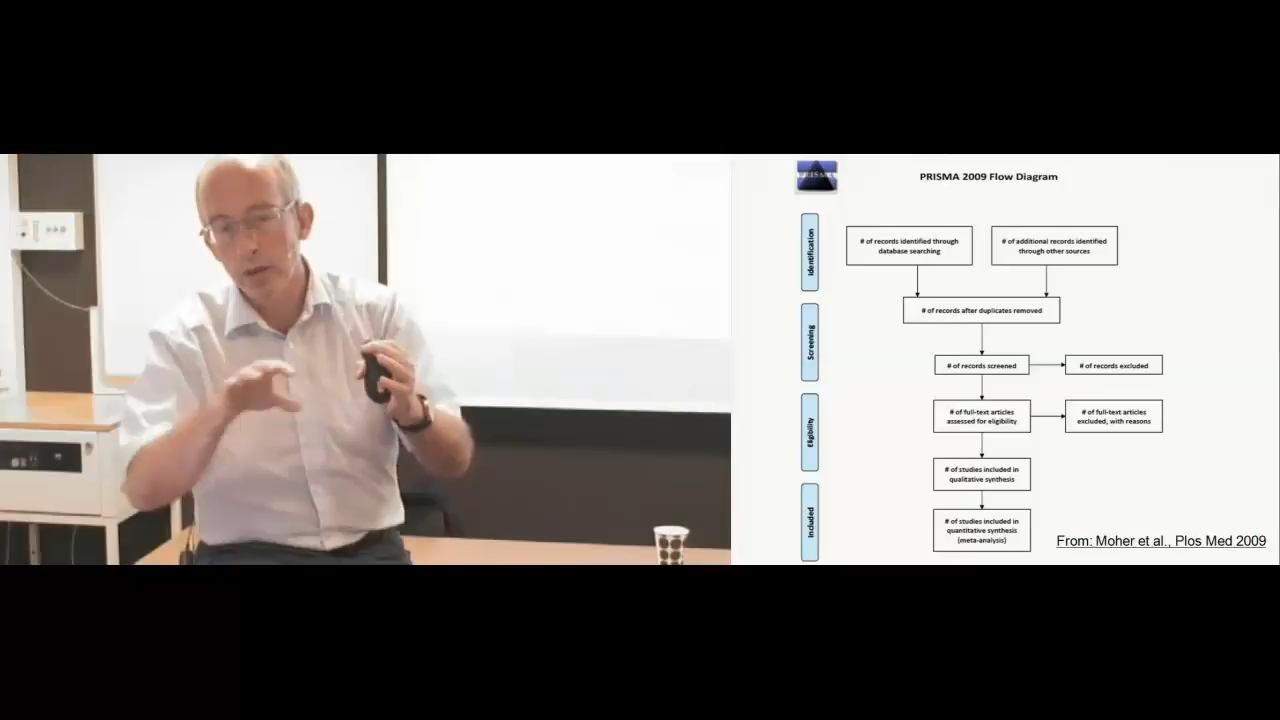 PRISMA
PRISMA 2009 Flow Diagram
Identification
# of records identified through
database searching
# of additional records identified
through other sources
# of records after duplicates removed
Screening
# of records screened
# of records excluded
Eligibility
# of full-text articles
assessed for eligibility
# of full-text articles
excluded, with reasons
# of studies included in
qualitative synthesis
Included
# of studies included in
quantitative synthesis
(meta-analysis)
From: Moher et al., Plos Med 2009